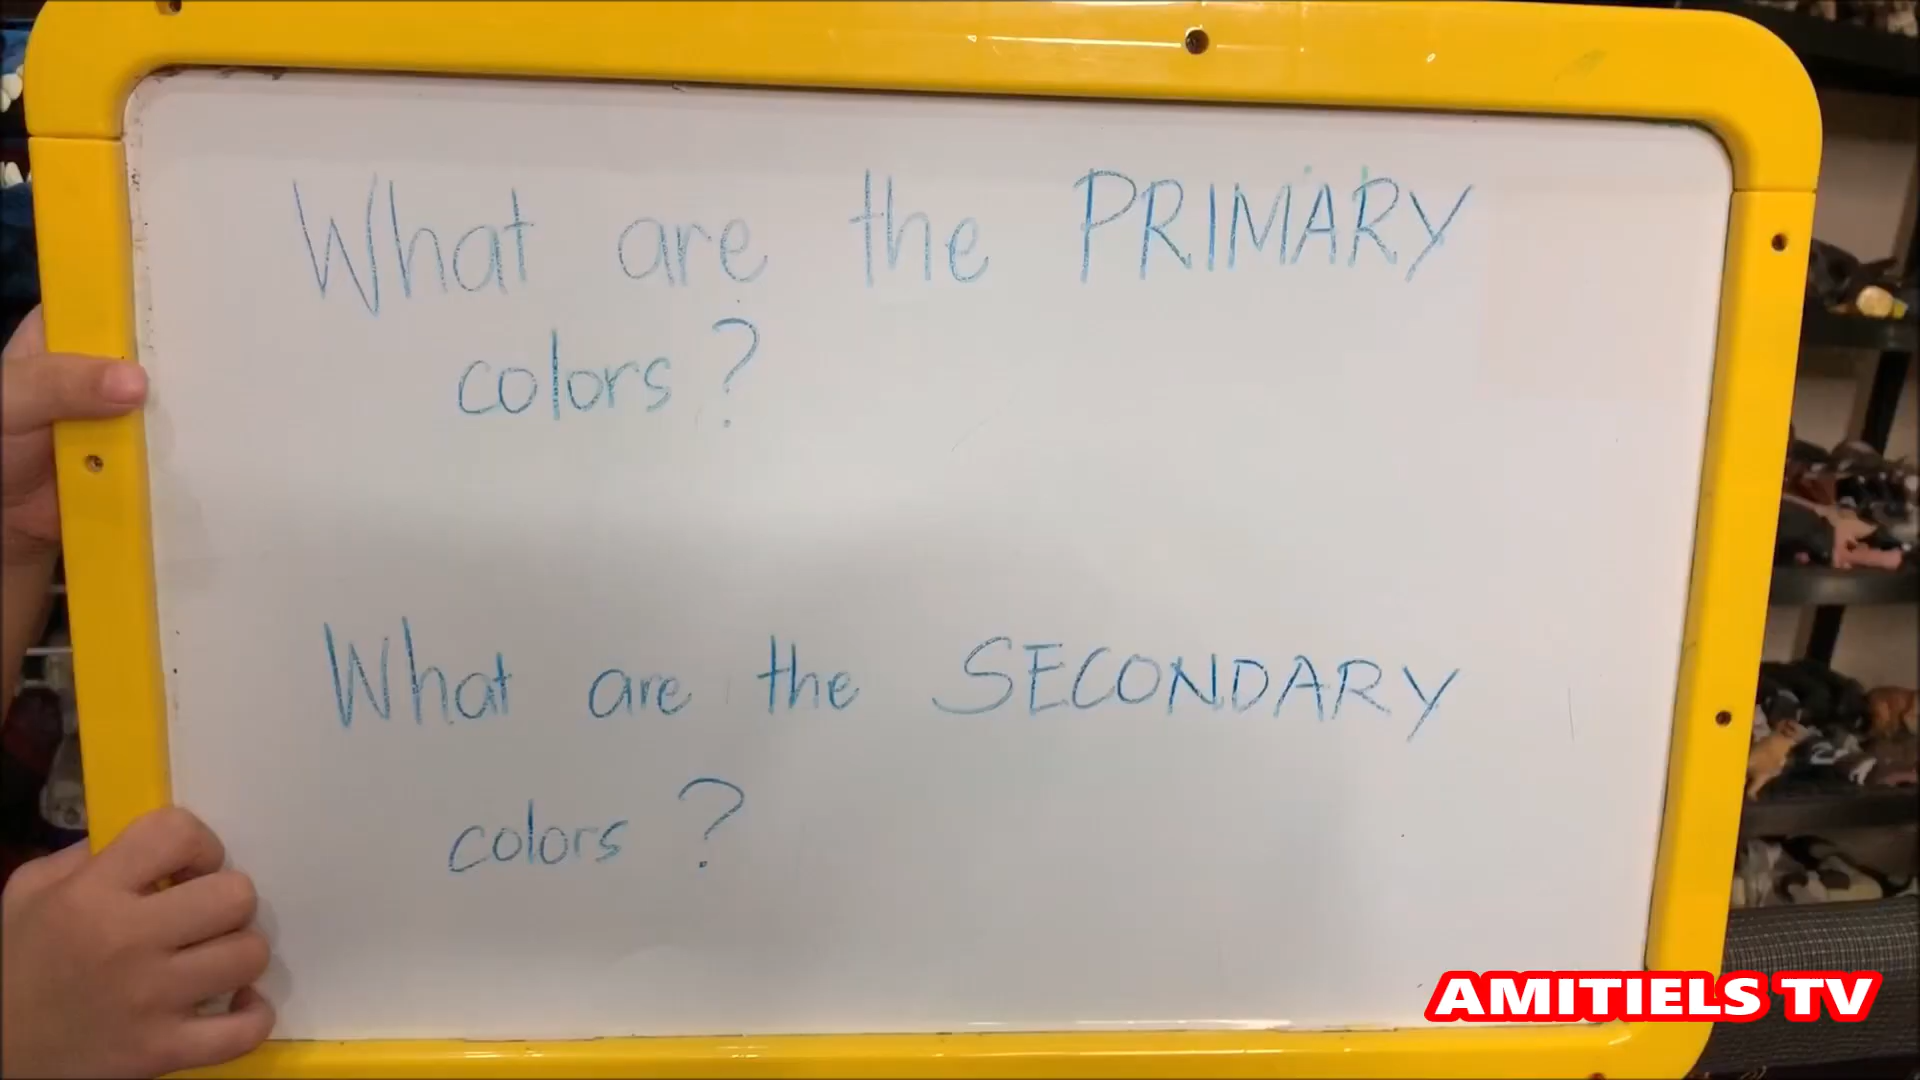 What are the PRIMARY
colors?
What are the SECONDARY
colors?
AMITIELS TV